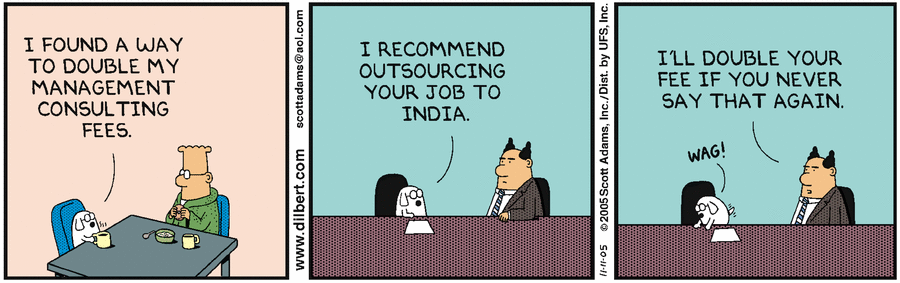 I FOUND A WAY
TO DOUBLE MY
MANAGEMENT
CONSULTING
FEES.
www.dilbert.com scottadams@aol.com
I RECOMMEND
OUTSOURCING
YOUR JOB TO
INDIA.
11-11-05 ©2005 Scott Adams, Inc./Dist. by UFS, Inc.
I'LL DOUBLE YOUR
FEE IF YOU NEVER
SAY THAT AGAIN.
WAG!